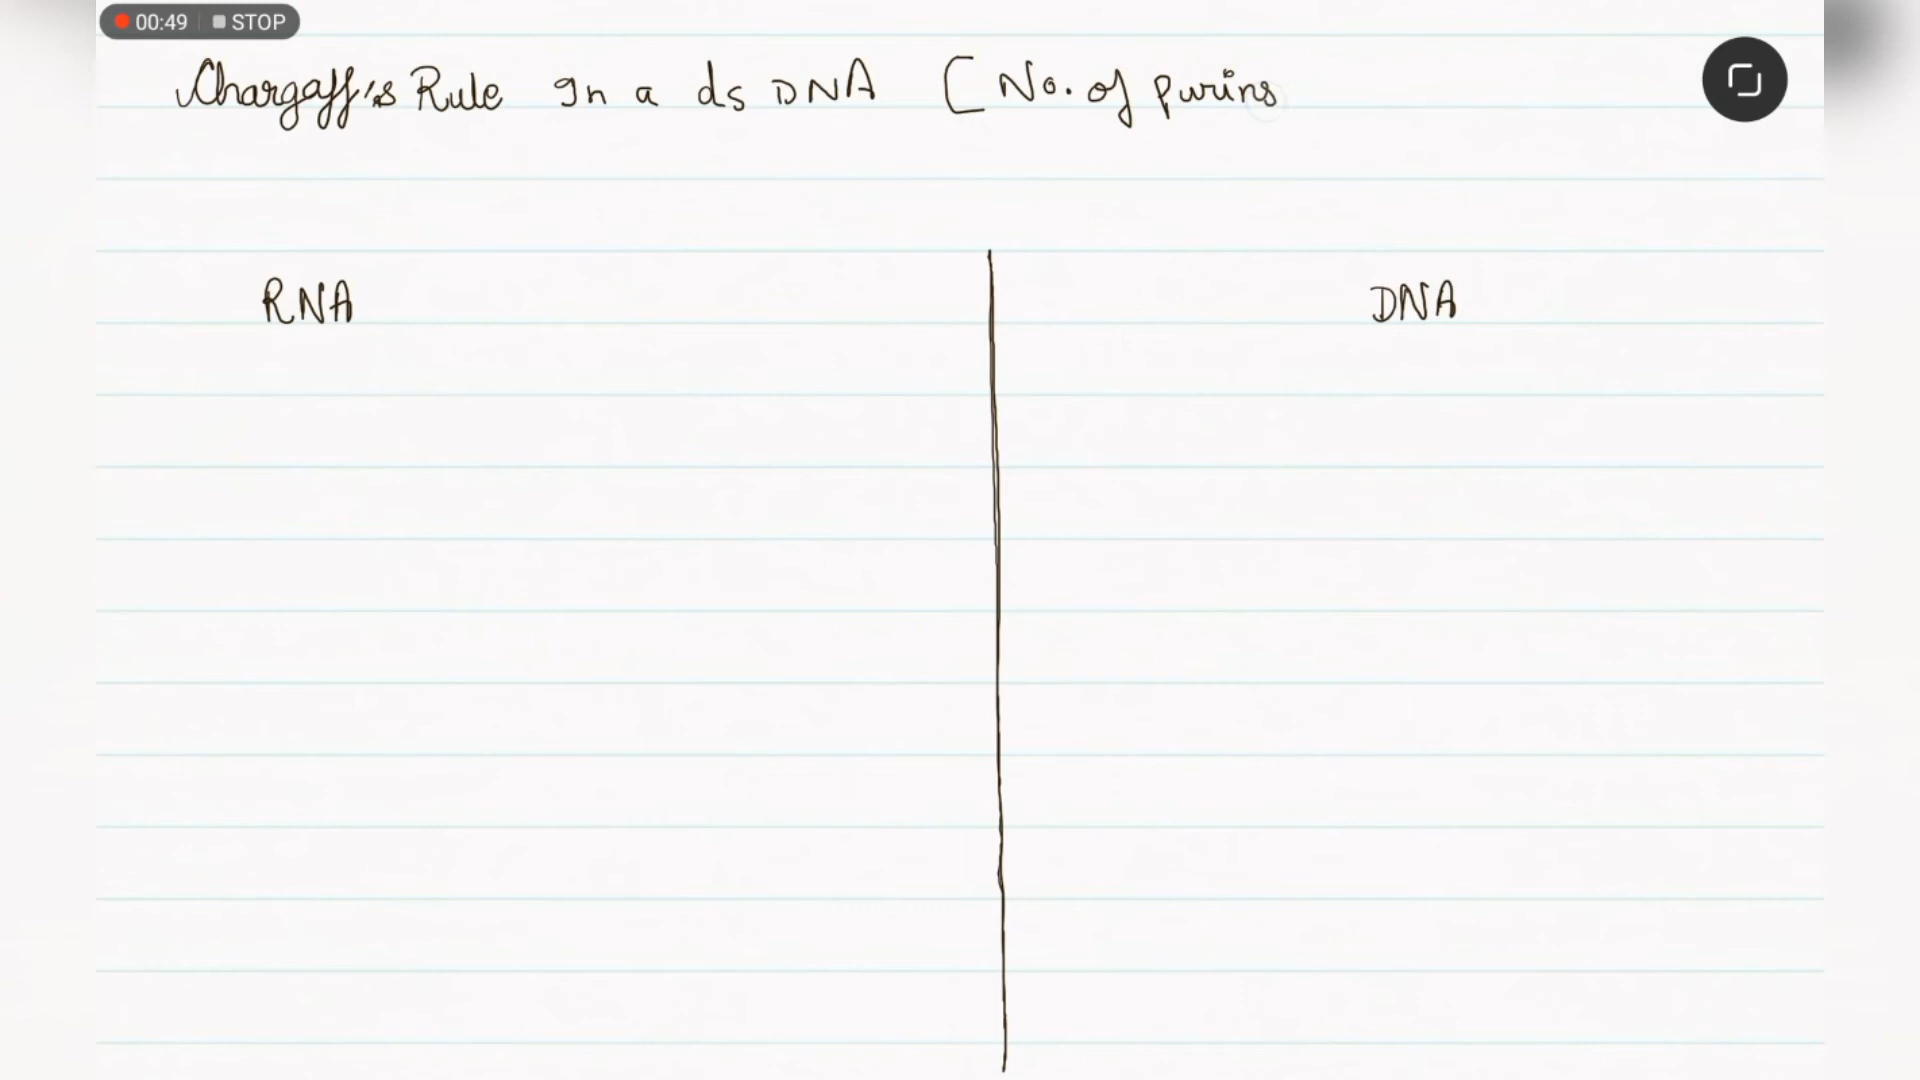 00:49 STOP
Chargaff's Rule In a ds DNA [ No. of purins
RNA DNA